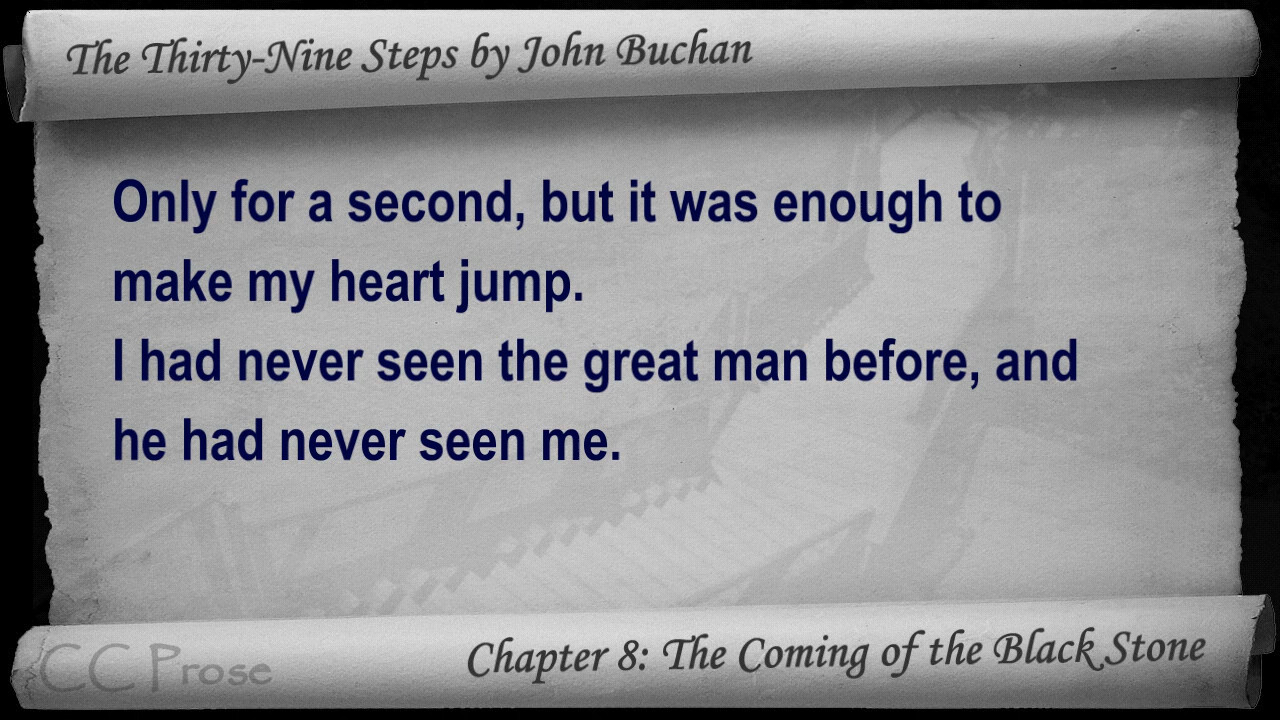 The Thirty-Nine Steps by John Buchan
Only for a second, but it was enough to
make my heart jump.
I had never seen the great man before, and
he had never seen me.
CC Prose
Chapter 8: The Coming of the Black Stone